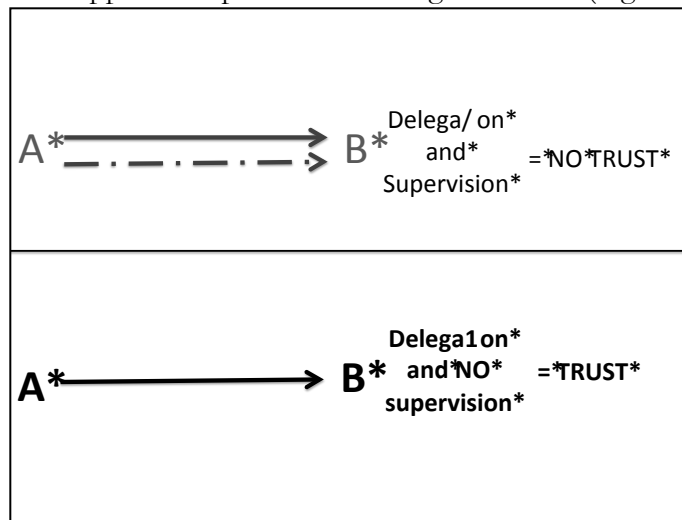 A* B* Delega/ on*
and*
Supervision* =*NO*TRUST*
A* B* Delega1on*
and*NO*
supervision* =*TRUST*